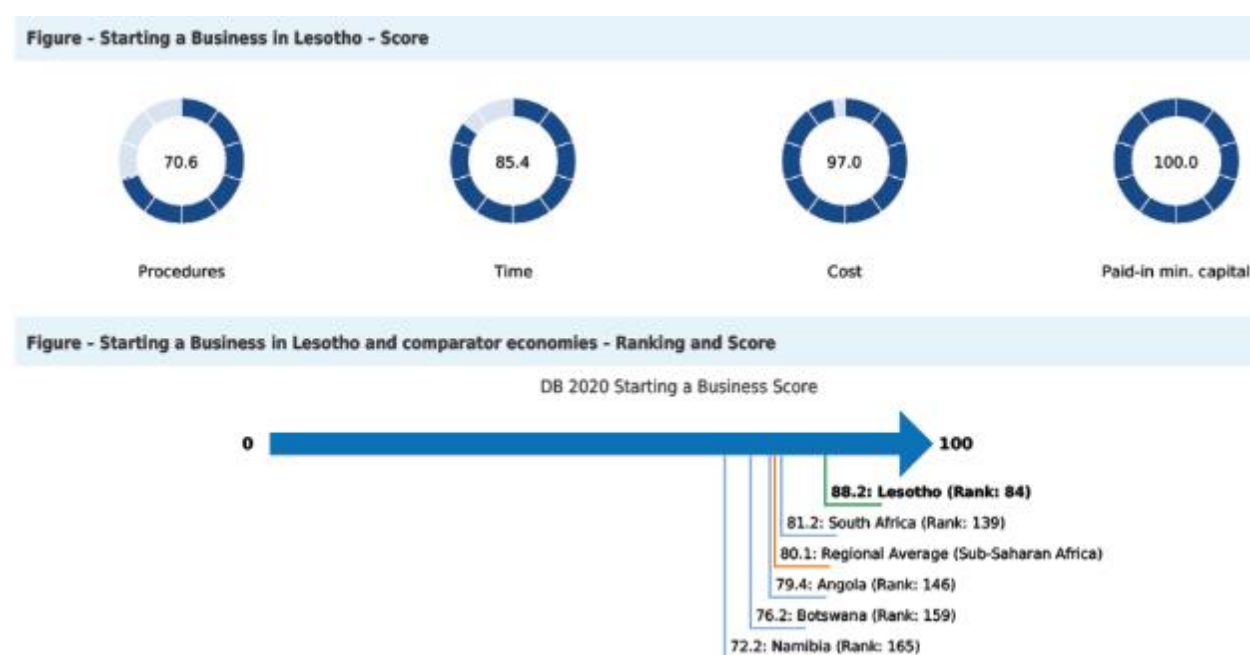 Figure - Starting a Business in Lesotho - Score
70.6
85.4
97.0
100.0
Procedures
Time
Cost
Paid-in min. capital
Figure - Starting a Business in Lesotho and comparator economies - Ranking and Score
DB 2020 Starting a Business Score
0
100
88.2: Lesotho (Rank: 84)
81.2: South Africa (Rank: 139)
80.1: Regional Average (Sub-Saharan Africa)
79.4: Angola (Rank: 146)
76.2: Botswana (Rank: 159)
72.2: Namibia (Rank: 165)